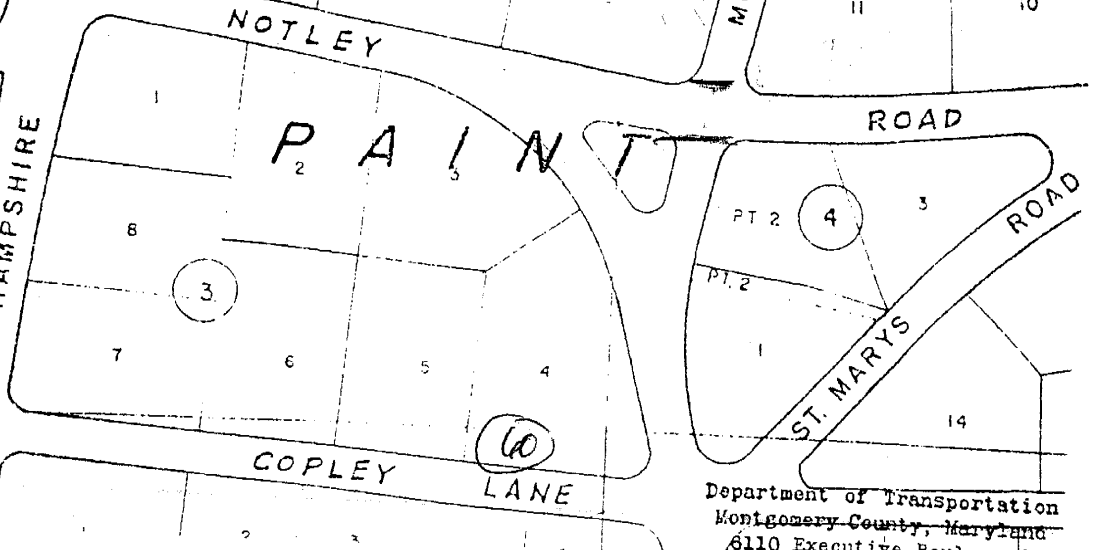 11
10
NOTLEY
ROAD
1
PAINT
2
3
PT 2
4
3
ROAD
8
PT. 2
3
7
6
5
4
1
ST. MARYS
14
60
COPLEY
LANE
2
3
Department of Transportation
Montgomery County, Maryland
6110 Executive